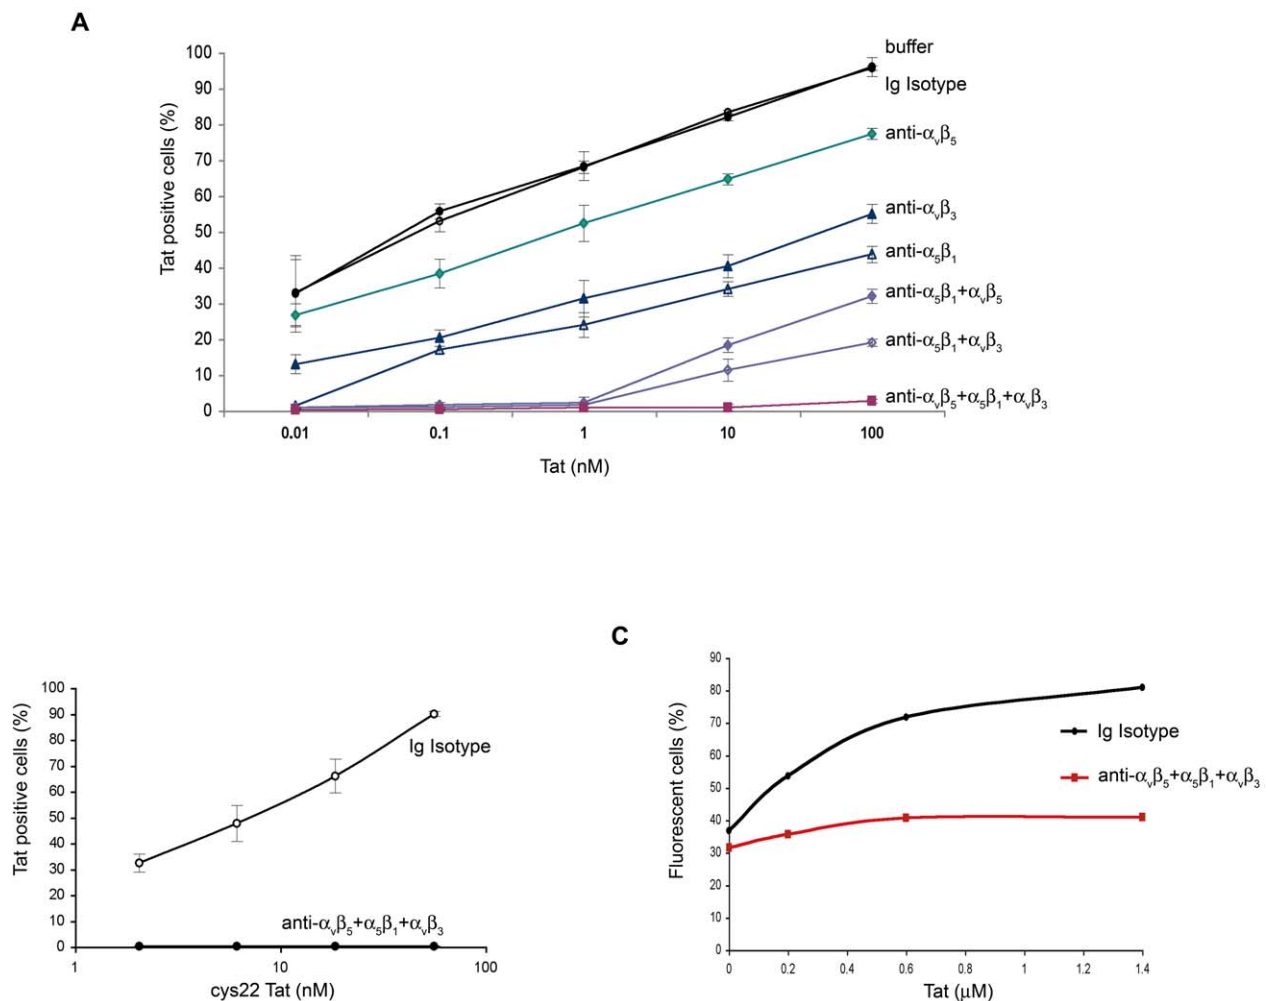 A
Tat positive cells (%)
100
90
80
70
60
50
40
30
20
10
0
0.01 0.1 1 10 100
Tat (nM)
buffer
Ig Isotype
anti-αᵥβ₅
anti-αᵥβ₃
anti-α₅β₁
anti-α₅β₁+αᵥβ₅
anti-α₅β₁+αᵥβ₃
anti-αᵥβ₅+α₅β₁+αᵥβ₃
Tat positive cells (%)
100
90
80
70
60
50
40
30
20
10
0
1 10 100
cys22 Tat (nM)
Ig Isotype
anti-αᵥβ₅+α₅β₁+αᵥβ₃
C
Fluorescent cells (%)
90
80
70
60
50
40
30
20
10
0
0 0.2 0.4 0.6 0.8 1 1.2 1.4
Tat (μM)
Ig Isotype
anti-αᵥβ₅+α₅β₁+αᵥβ₃